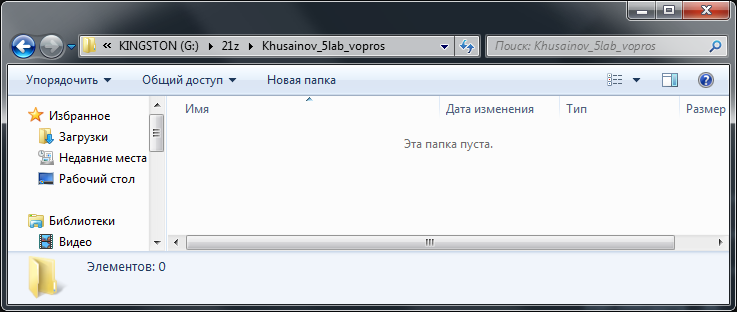 « KINGSTON (G:) 21z Khusainov_5lab_vopros Поиск: Khusainov_5lab_vopros
Упорядочить Общий доступ Новая папка
Избранное
Загрузки
Недавние места
Рабочий стол
Библиотеки
Видео
Имя Дата изменения Тип Размер
Эта папка пуста.
Элементов: 0